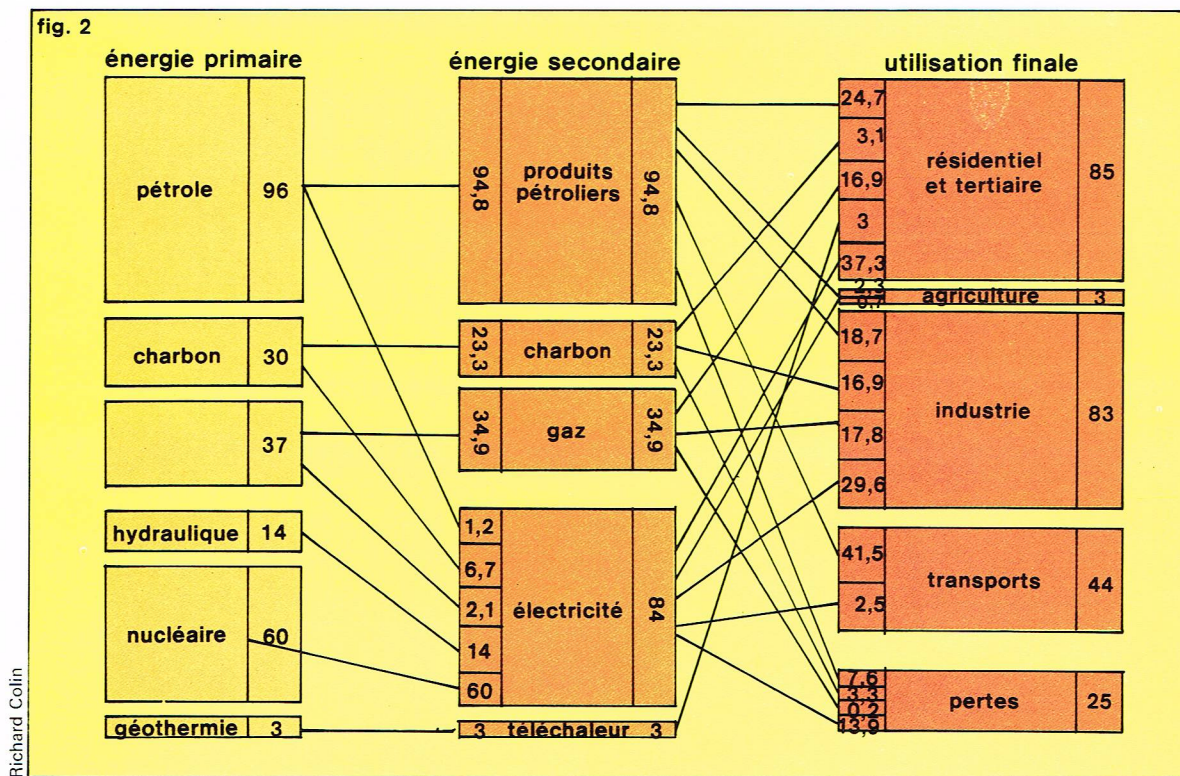 fig. 2
énergie primaire
énergie secondaire
utilisation finale
pétrole
96
charbon
30
37
hydraulique
14
nucléaire
60
géothermie
3
94,8
produits
pétroliers
94,8
23,3
charbon
23,3
34,9
gaz
34,9
1,2
6,7
2,1
14
60
électricité
84
3
téléchaleur
3
24,7
3,1
16,9
3
37,3
résidentiel
et tertiaire
85
2,3
0,7
agriculture
3
18,7
16,9
17,8
29,6
industrie
83
41,5
2,5
transports
44
7,6
3,3
0,2
13,9
pertes
25
Richard Colin